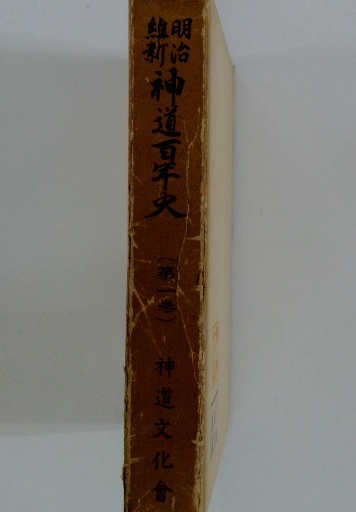 明治
維新
神道百年史
(第一巻)
神道文化會